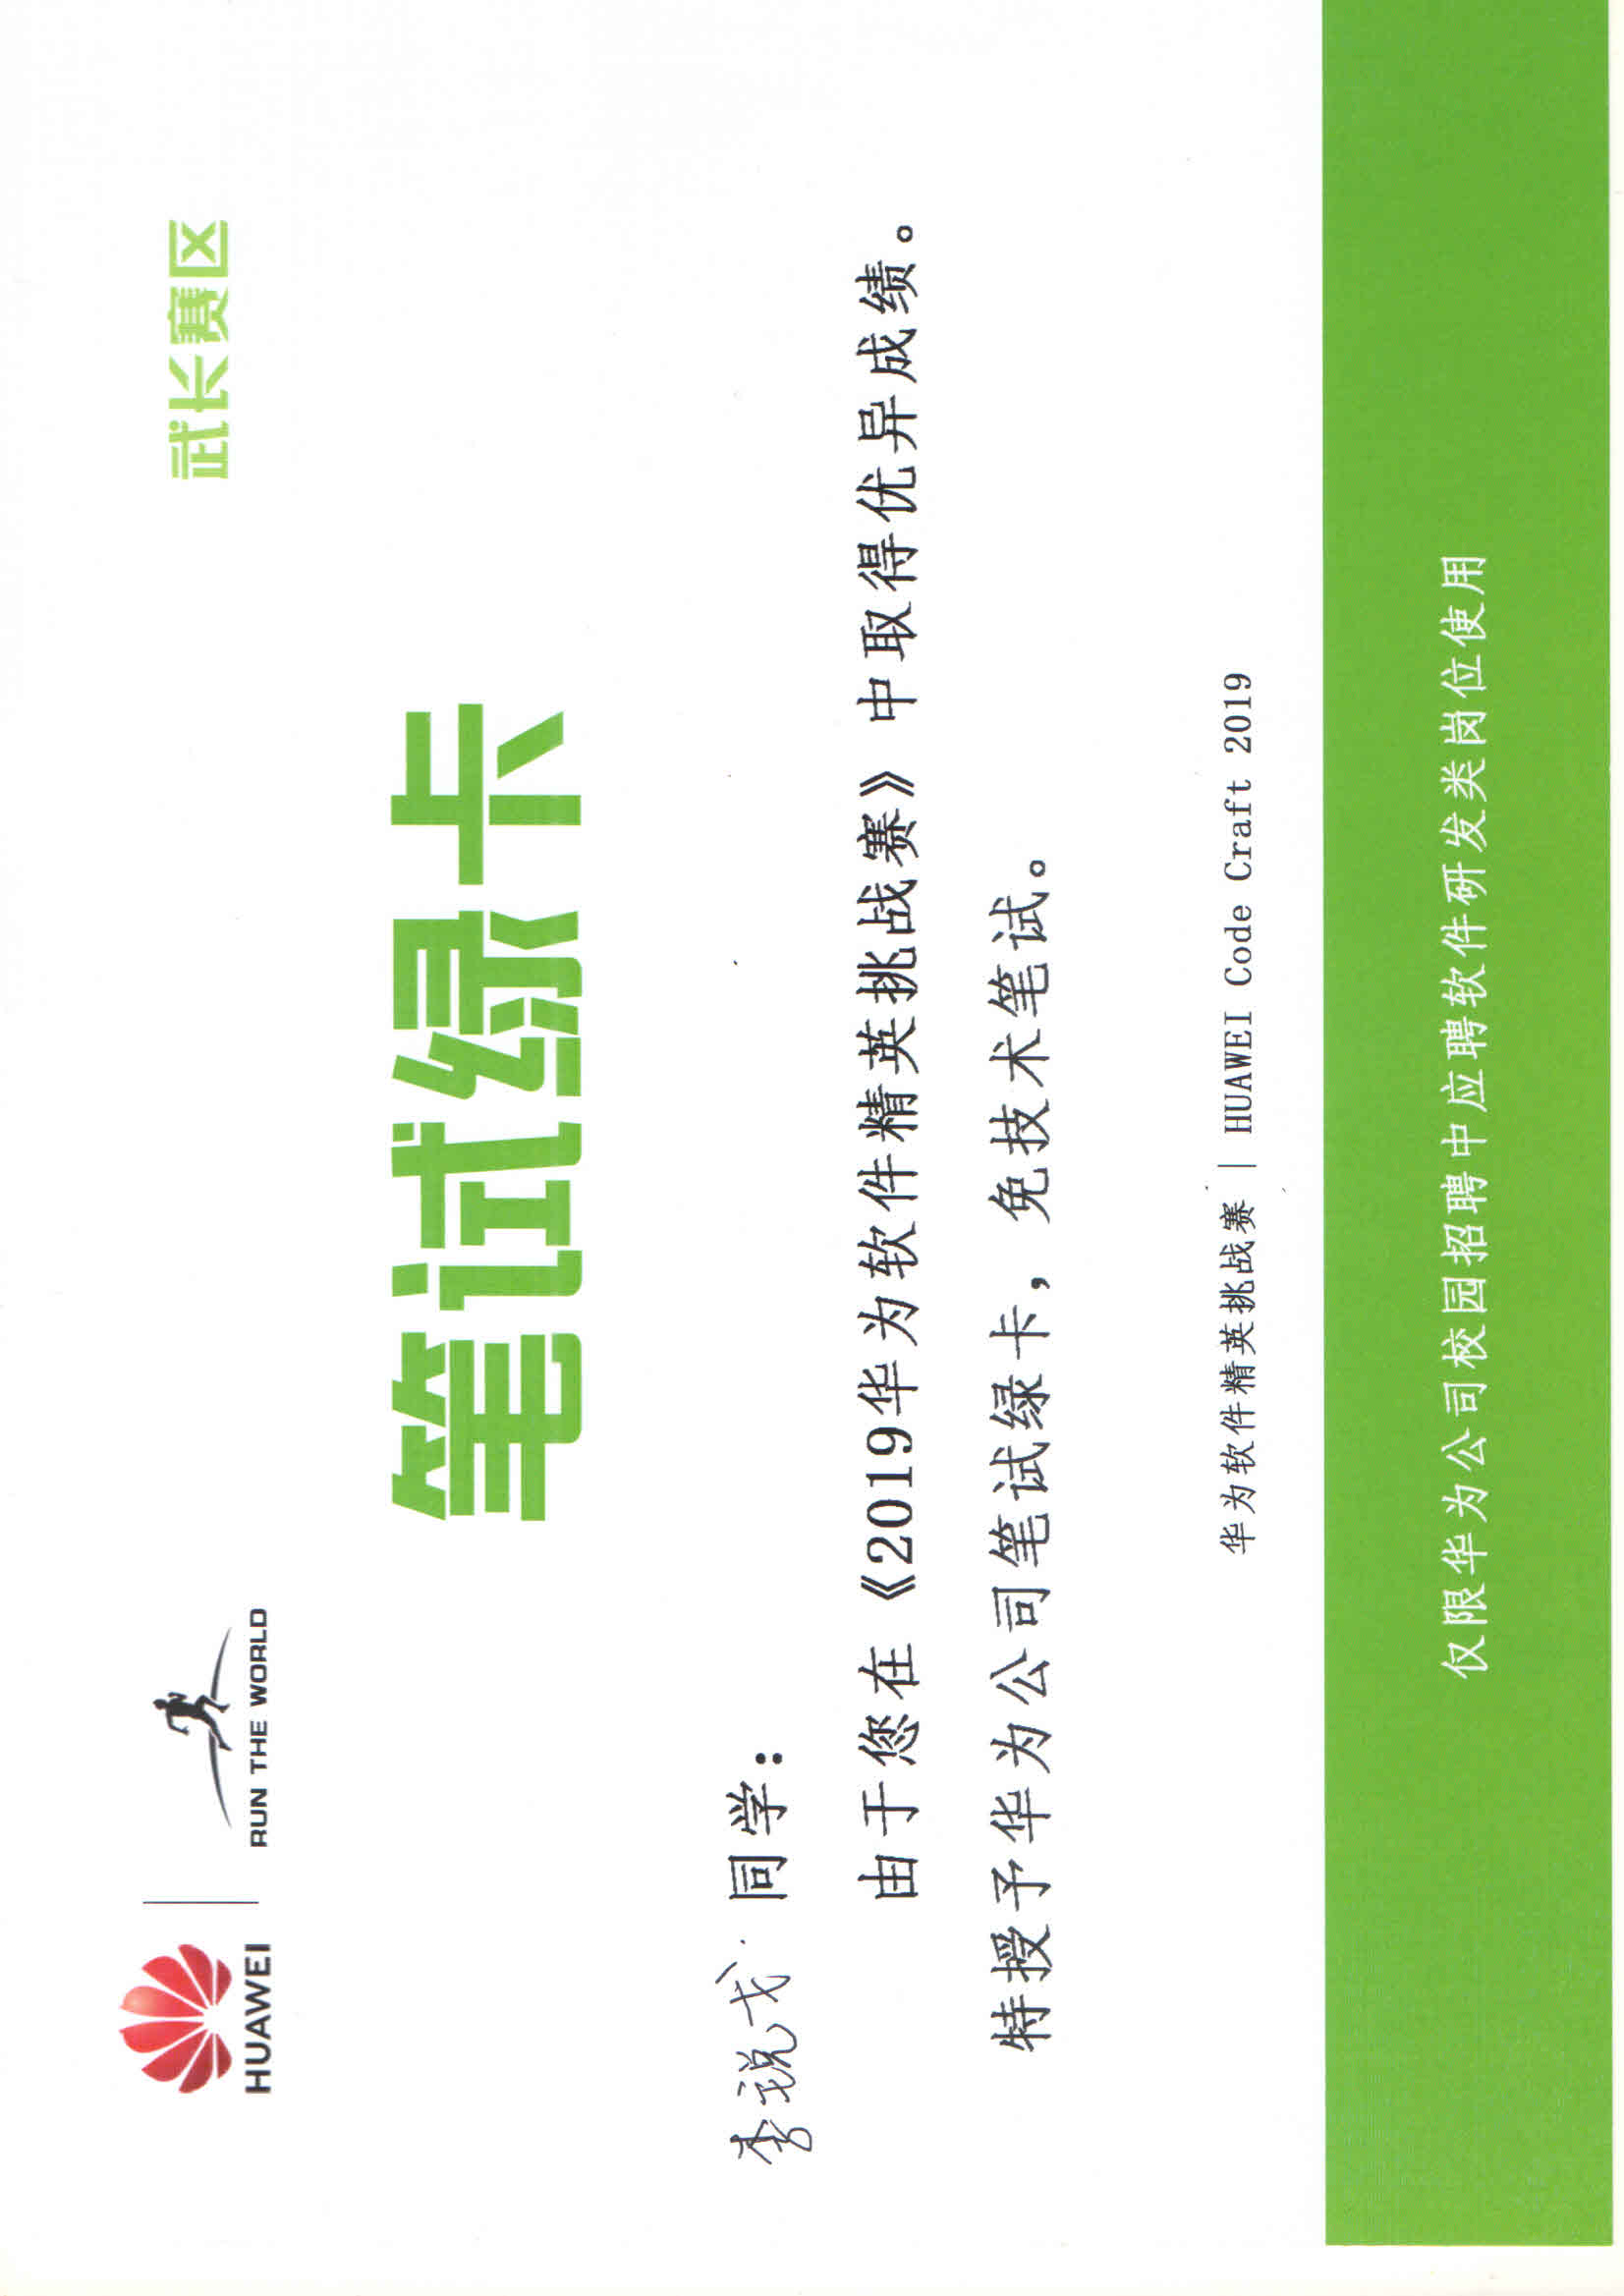 HUAWEI
RUN THE WORLD
武长赛区
笔试绿卡
李锐戈 同学：
由于您在《2019华为软件精英挑战赛》中取得优异成绩。
特授予华为公司笔试绿卡，免技术笔试。
华为软件精英挑战赛 | HUAWEI Code Craft 2019
仅限华为公司校园招聘中应聘软件研发类岗位使用